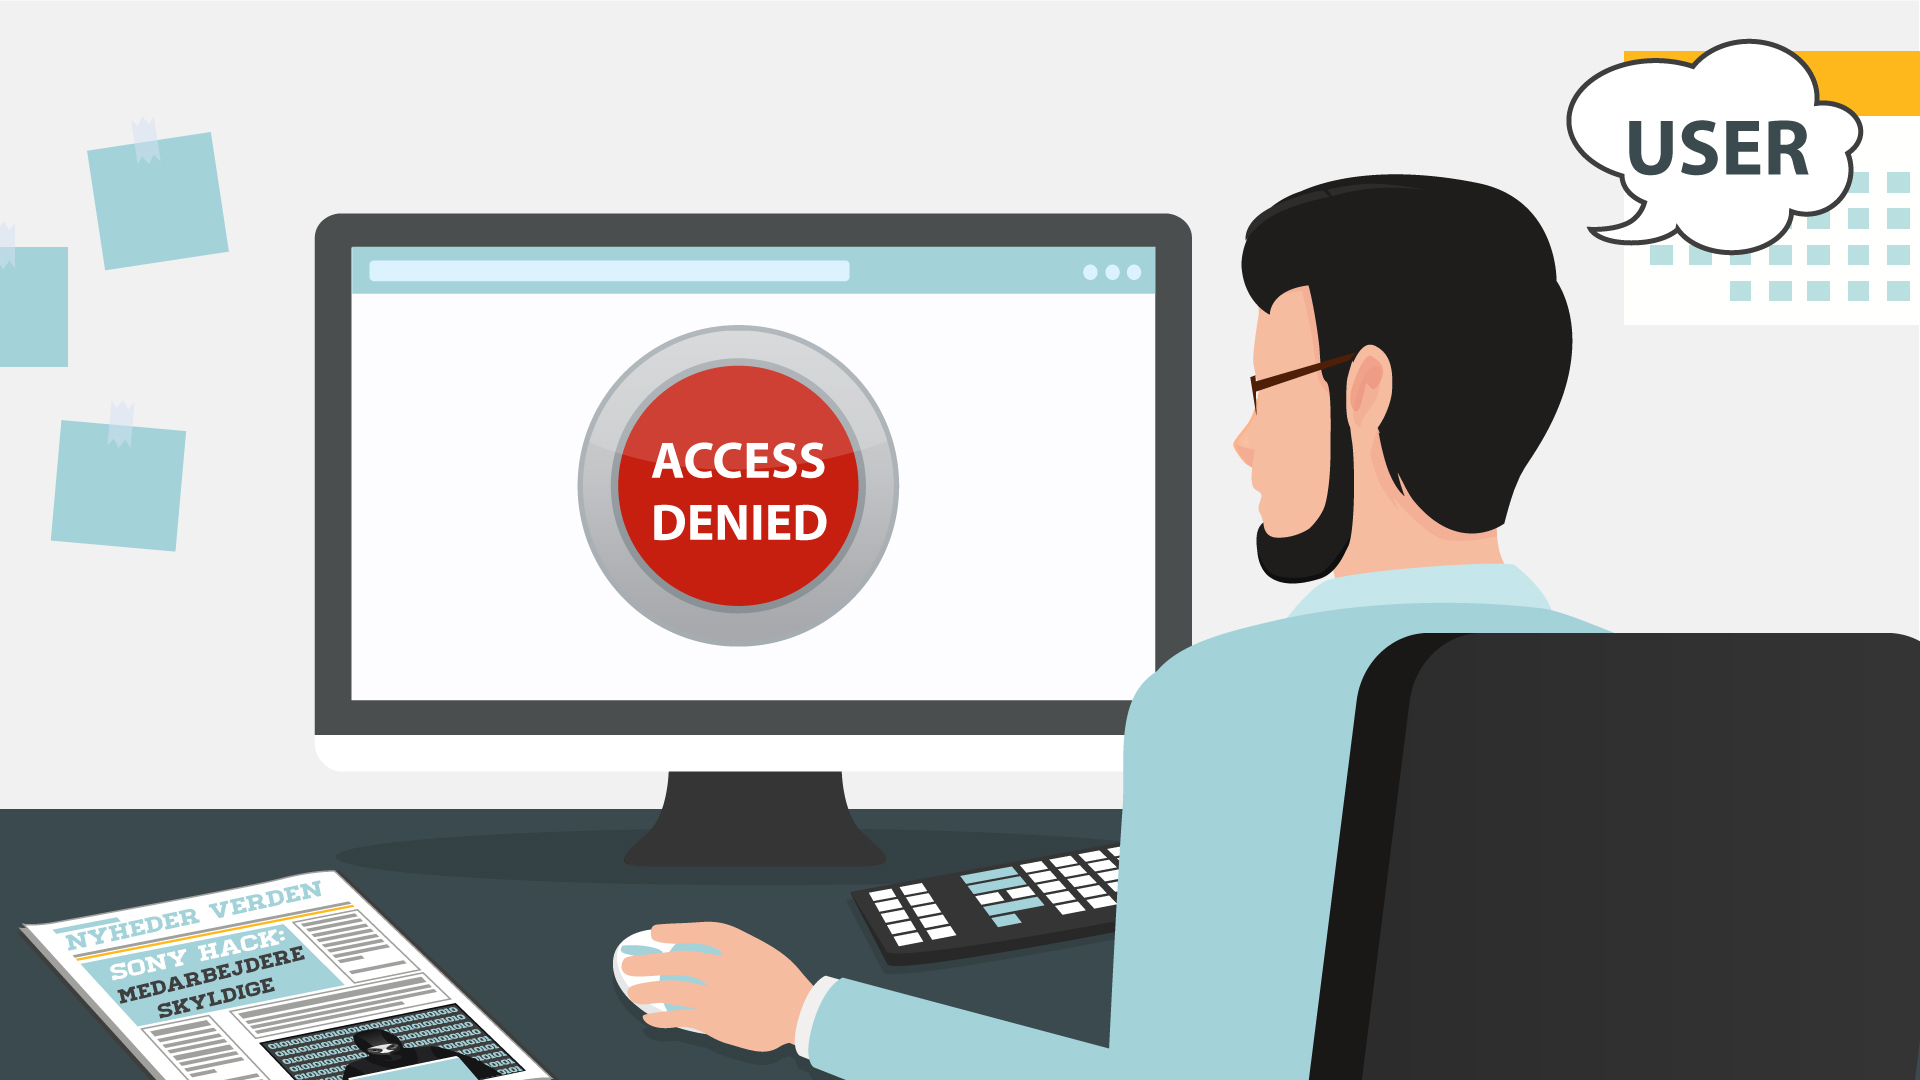 USER
ACCESS
DENIED
NYHEDER VERDEN
SONY HACK:
MEDARBEJDERE
SKYLDIGE